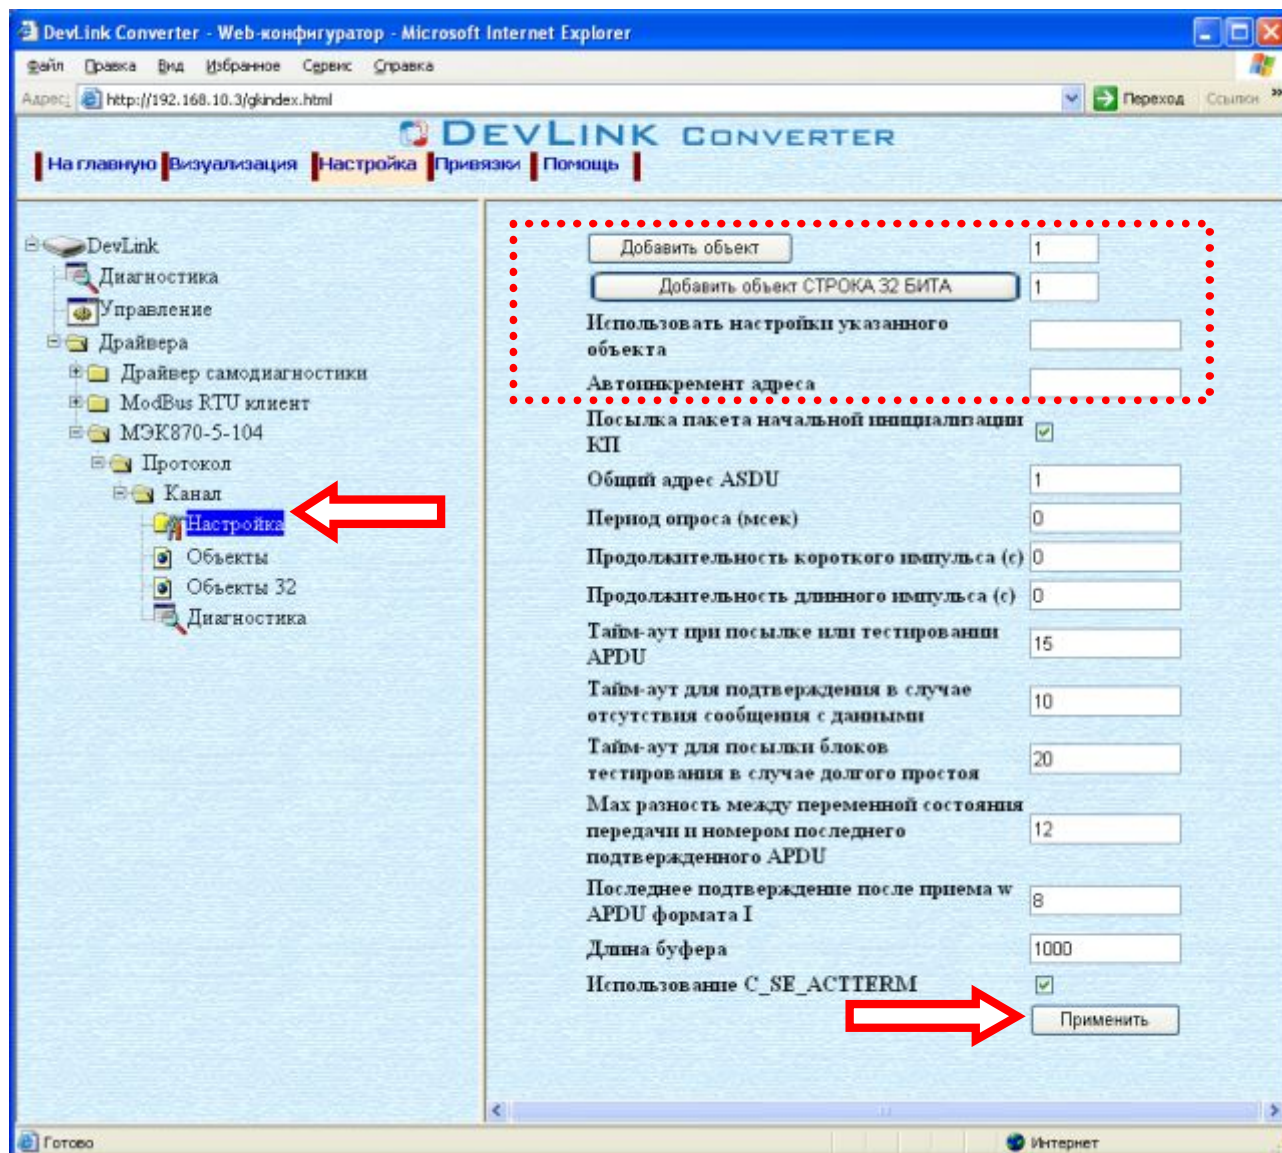 DevLink Converter - Web-конфигуратор - Microsoft Internet Explorer
Файл Правка Вид Избранное Сервис Справка
Адрес: http://192.168.10.3/gkindex.html Переход Ссылки »
DEVLINK CONVERTER
На главную Визуализация Настройка Привязки Помощь
DevLink
Диагностика
Управление
Драйвера
Драйвер самодиагностики
ModBus RTU клиент
МЭК870-5-104
Протокол
Канал
Настройка
Объекты
Объекты 32
Диагностика
Добавить объект 1
Добавить объект СТРОКА 32 БИТА 1
Использовать настройки указанного
объекта
Автоинкремент адреса
Посылка пакета начальной инициализации
КП
Общий адрес ASDU 1
Период опроса (мсек) 0
Продолжительность короткого импульса (с) 0
Продолжительность длинного импульса (с) 0
Тайм-аут при посылке или тестировании
APDU 15
Тайм-аут для подтверждения в случае
отсутствия сообщения с данными 10
Тайм-аут для посылки блоков
тестирования в случае долгого простоя 20
Max разность между переменной состояния
передачи и номером последнего 12
подтвержденного APDU
Последнее подтверждение после приема w
APDU формата I 8
Длина буфера 1000
Использование C_SE_ACTTERM
Применить
Готово Интернет